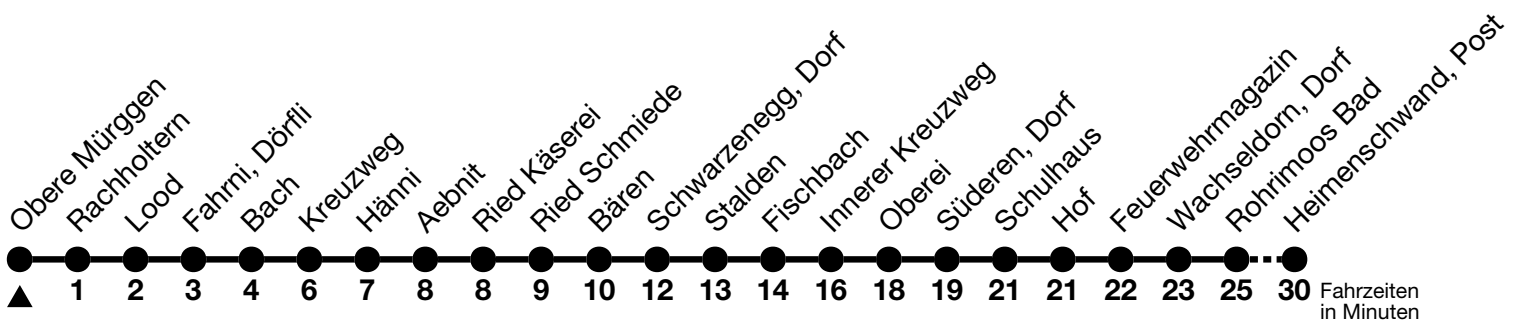 Obere Mürggen
Rachholtern
Lood
Fahrni, Dörfli
Bach
Kreuzweg
Hänni
Aebnit
Ried Käserei
Ried Schmiede
Bären
Schwarzenegg, Dorf
Stalden
Fischbach
Innerer Kreuzweg
Oberei
Süderen, Dorf
Schulhaus
Hof
Feuerwehrmagazin
Wachseldorn, Dorf
Rohrimoos Bad
Heimenschwand, Post
1 2 3 4 6 7 8 8 9 10 12 13 14 16 18 19 21 21 22 23 25 30 Fahrzeiten
in Minuten